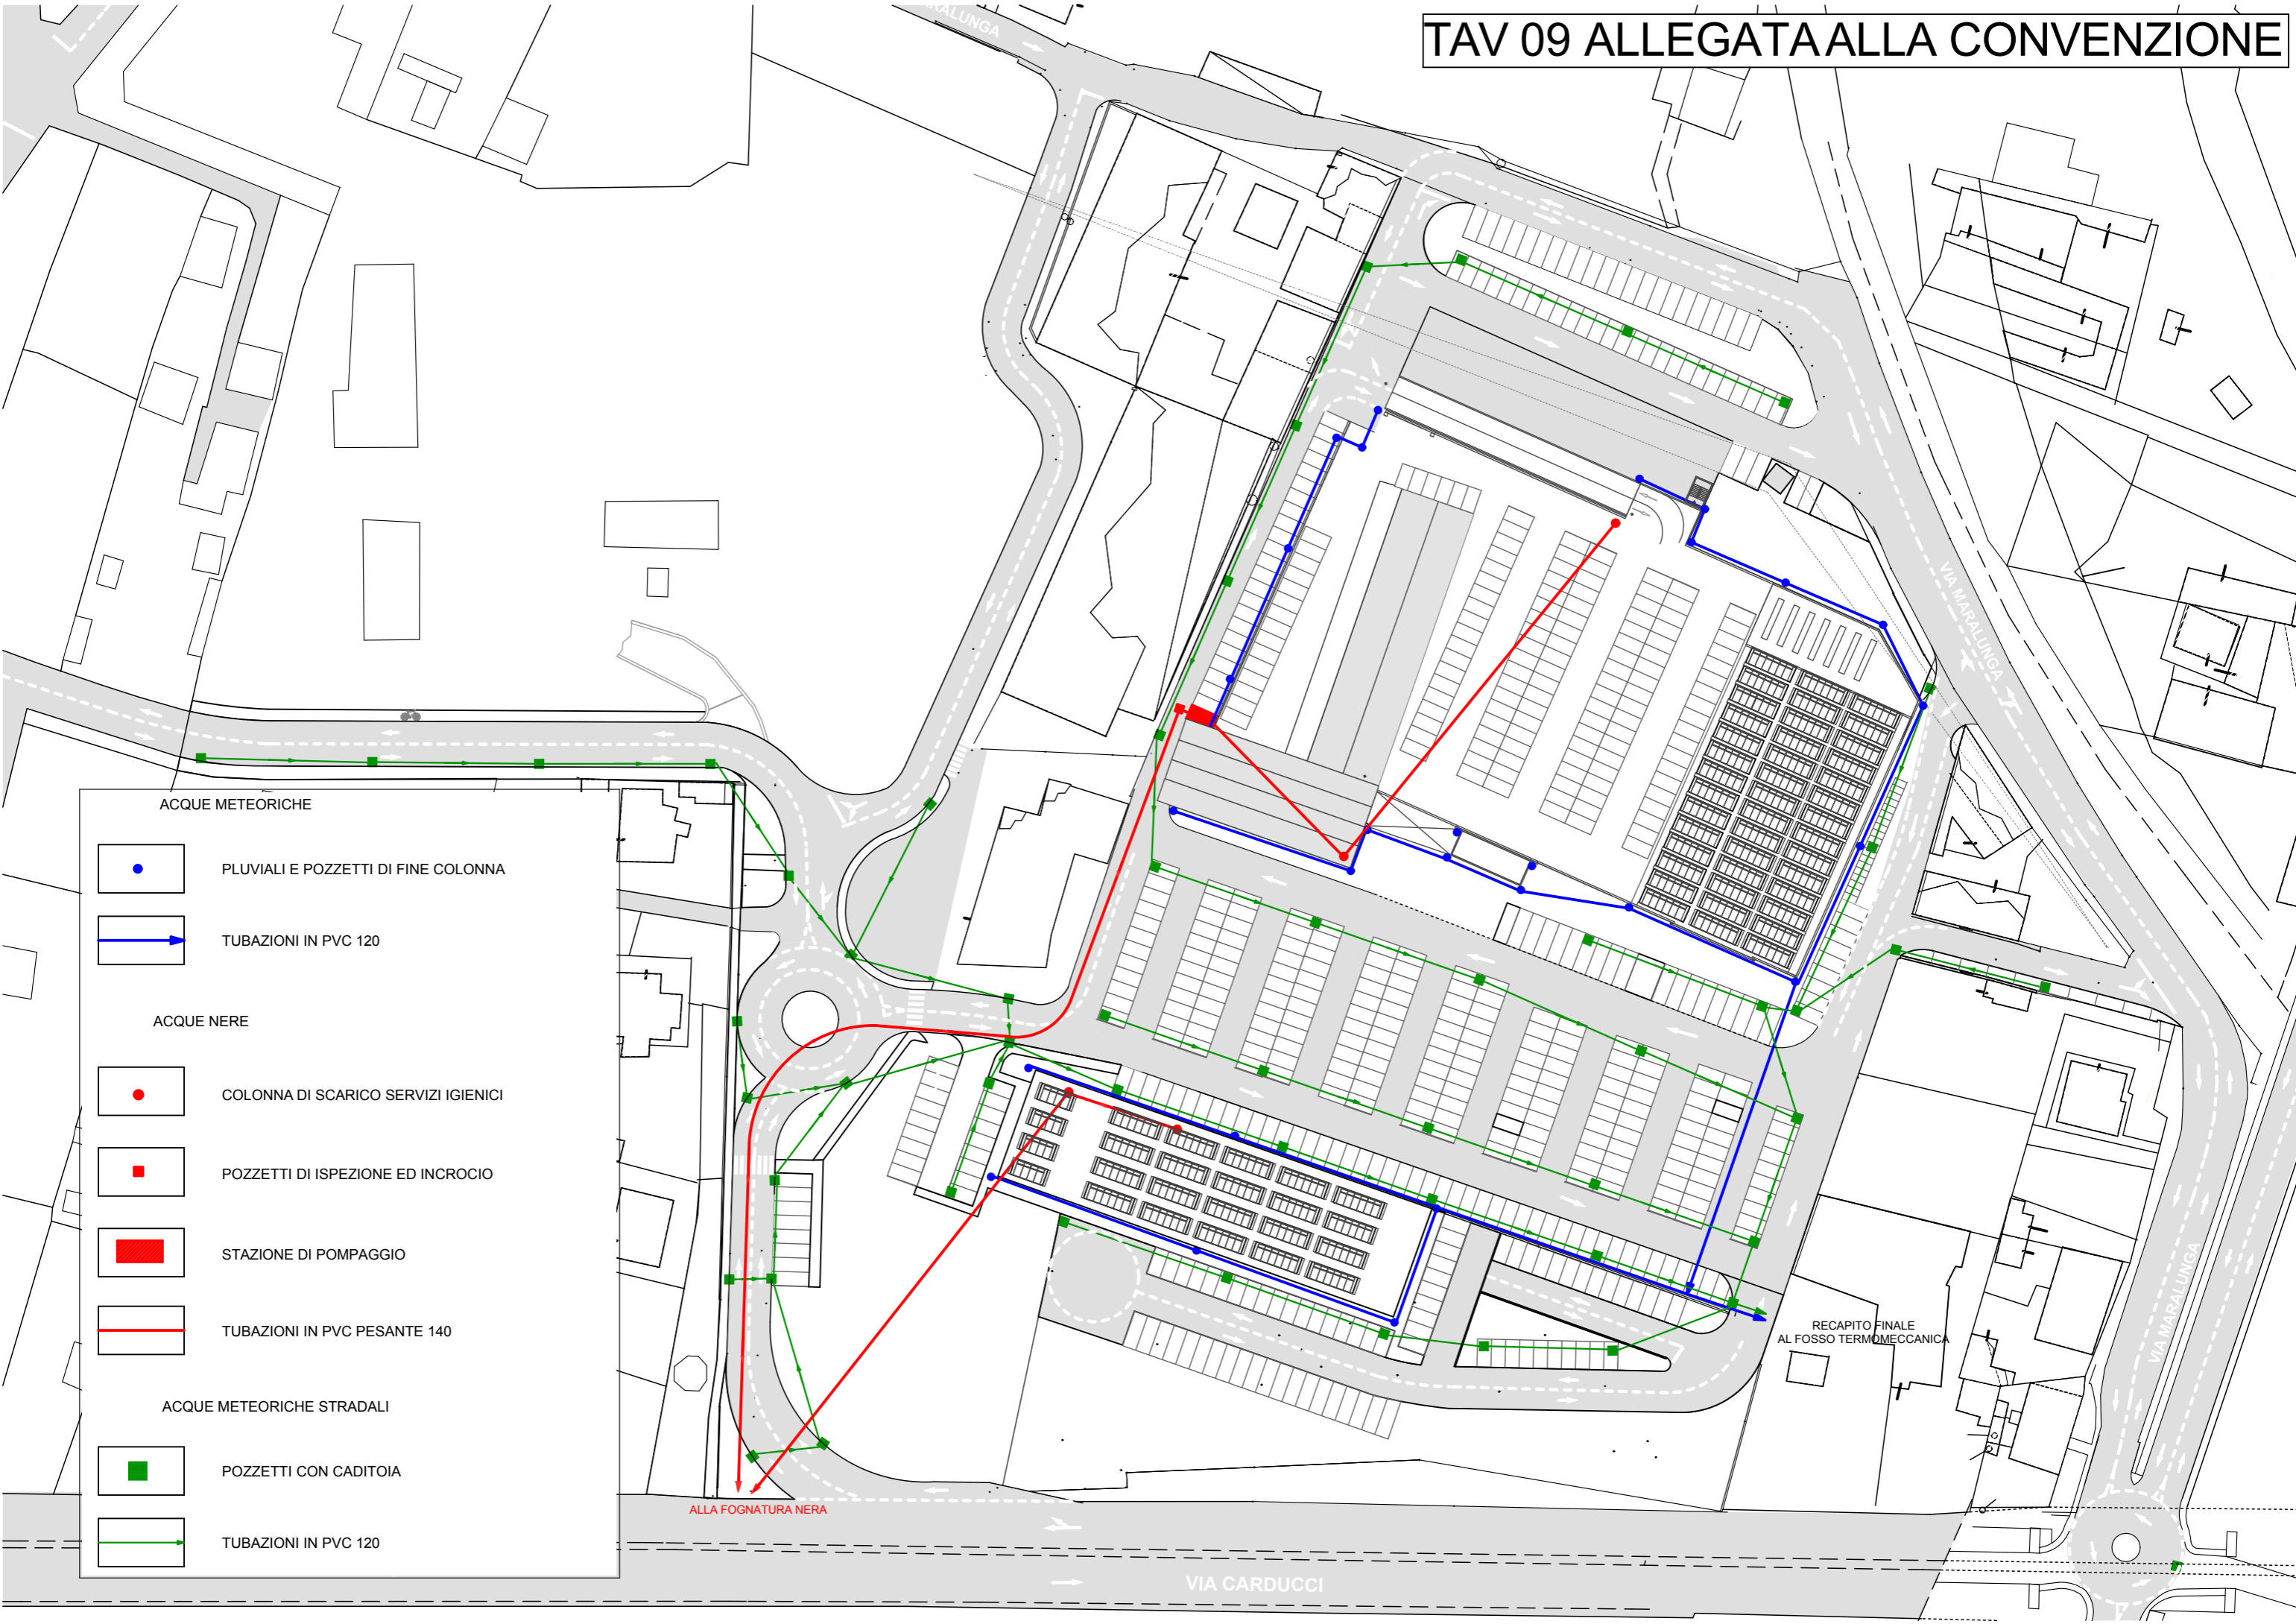 TAV 09 ALLEGATA ALLA CONVENZIONE
ARALUNGA
VIA MARALUNGA
ACQUE METEORICHE
PLUVIALI E POZZETTI DI FINE COLONNA
TUBAZIONI IN PVC 120
ACQUE NERE
COLONNA DI SCARICO SERVIZI IGIENICI
POZZETTI DI ISPEZIONE ED INCROCIO
STAZIONE DI POMPAGGIO
TUBAZIONI IN PVC PESANTE 140
ACQUE METEORICHE STRADALI
POZZETTI CON CADITOIA
TUBAZIONI IN PVC 120
RECAPITO FINALE
AL FOSSO TERMOMECCANICA
VIA MARALUNGA
ALLA FOGNATURA NERA
VIA CARDUCCI